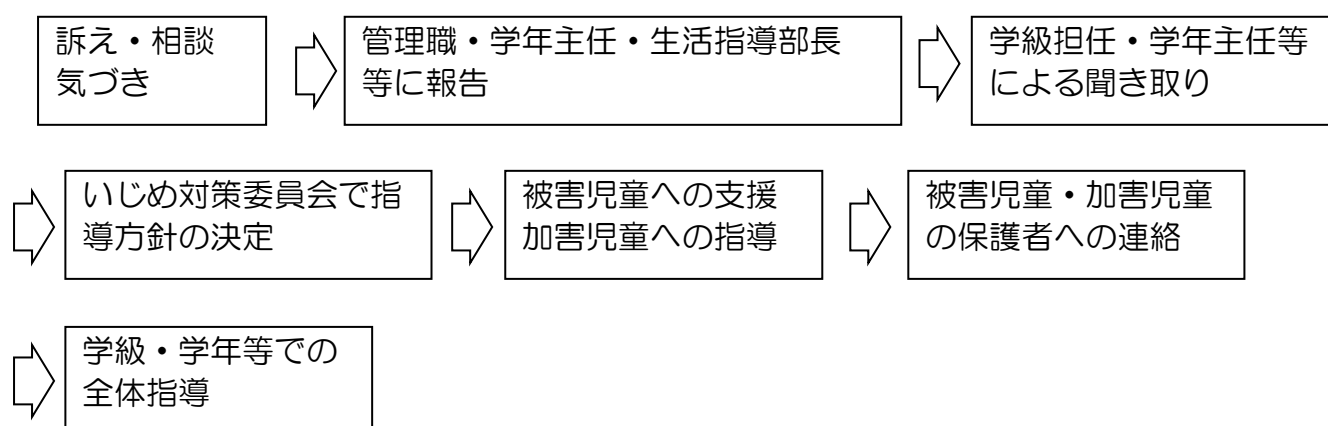 訴え・相談
気づき
管理職・学年主任・生活指導部長
等に報告
学級担任・学年主任等
による聞き取り
いじめ対策委員会で指
導方針の決定
被害児童への支援
加害児童への指導
被害児童・加害児童
の保護者への連絡
学級・学年等での
全体指導